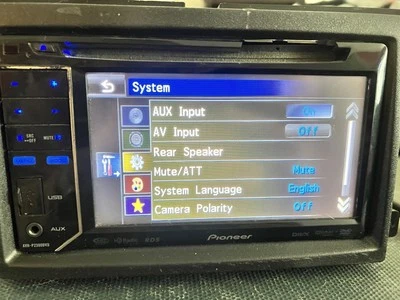 System
AUX Input On
AV Input Off
Rear Speaker
Mute/ATT Mute
System Language English
Camera Polarity Off
SRC
OFF
MUTE
USB
AUX
Pioneer
RDS